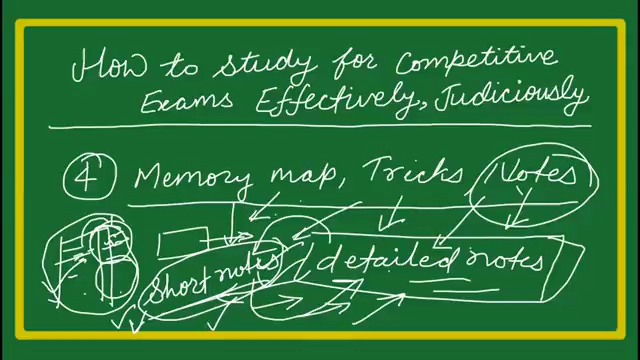 How to study for competitive
Exams Effectively, Judiciously
4 Memory map, Tricks, Notes
short notes / detailed notes